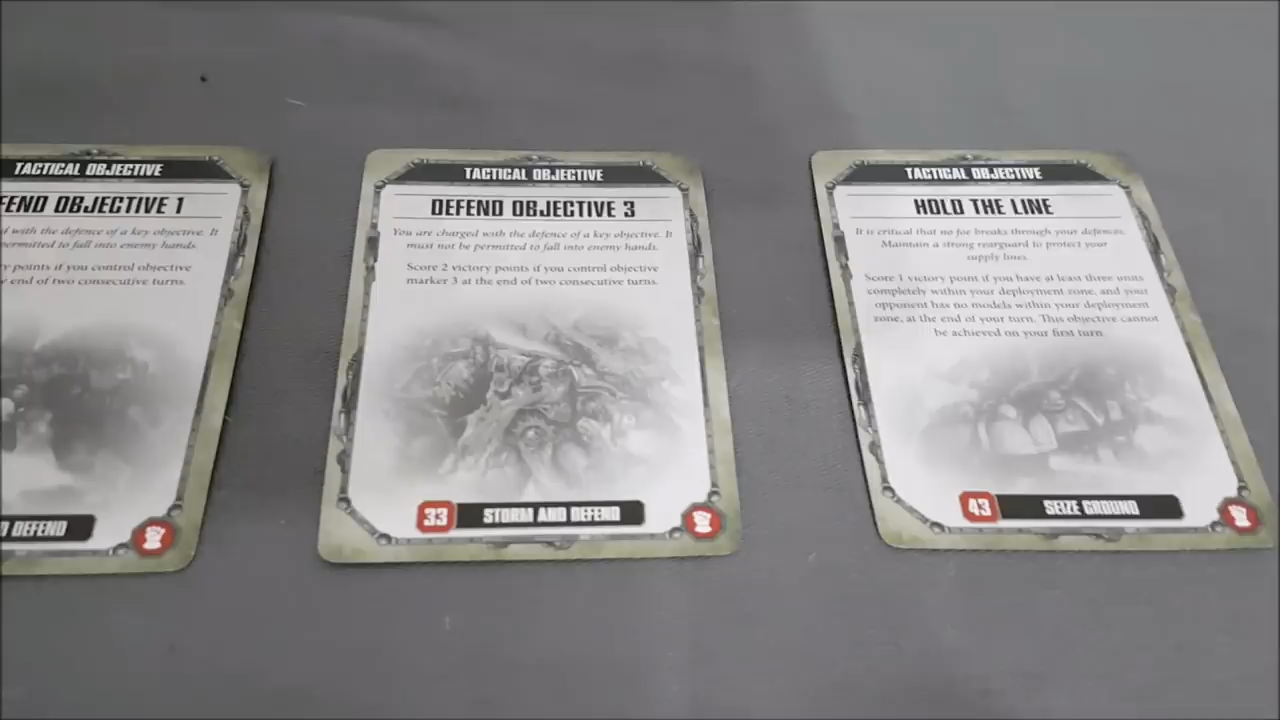 TACTICAL OBJECTIVE
FEND OBJECTIVE 1
with the defence of a key objective. It
permitted to fall into enemy hands.
points if you control objective
end of two consecutive turns.
D DEFEND
TACTICAL OBJECTIVE
DEFEND OBJECTIVE 3
You are charged with the defence of a key objective. It
must not be permitted to fall into enemy hands.
Score 2 victory points if you control objective
marker 3 at the end of two consecutive turns.
33
STORM AND DEFEND
TACTICAL OBJECTIVE
HOLD THE LINE
It is critical that no foe breaks through your defences.
Maintain a strong rearguard to protect your
supply lines.
Score 1 victory point if you have at least three units
completely within your deployment zone, and your
opponent has no models within your deployment
zone, at the end of your turn. This objective cannot
be achieved on your first turn.
43
SEIZE GROUND